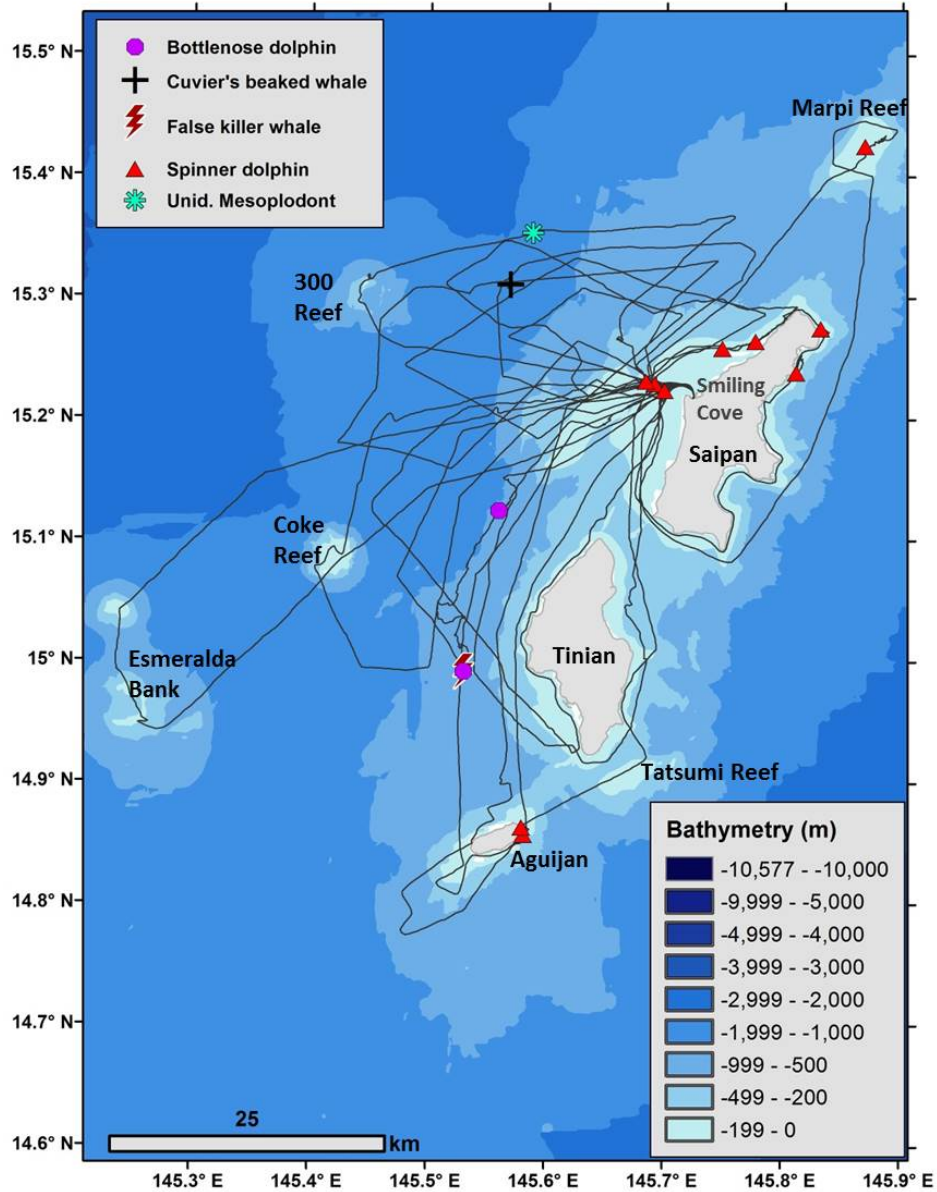 15.5° N
15.4° N
15.3° N
15.2° N
15.1° N
15° N
14.9° N
14.8° N
14.7° N
14.6° N
Bottlenose dolphin
Cuvier's beaked whale
False killer whale
Spinner dolphin
Unid. Mesoplodont
Marpi Reef
300
Reef
Smiling
Cove
Saipan
Coke
Reef
Esmeralda
Bank
Tinian
Tatsumi Reef
Aguijan
Bathymetry (m)
-10,577 - -10,000
-9,999 - -5,000
-4,999 - -4,000
-3,999 - -3,000
-2,999 - -2,000
-1,999 - -1,000
-999 - -500
-499 - -200
-199 - 0
25
km
145.3° E
145.4° E
145.5° E
145.6° E
145.7° E
145.8° E
145.9° E